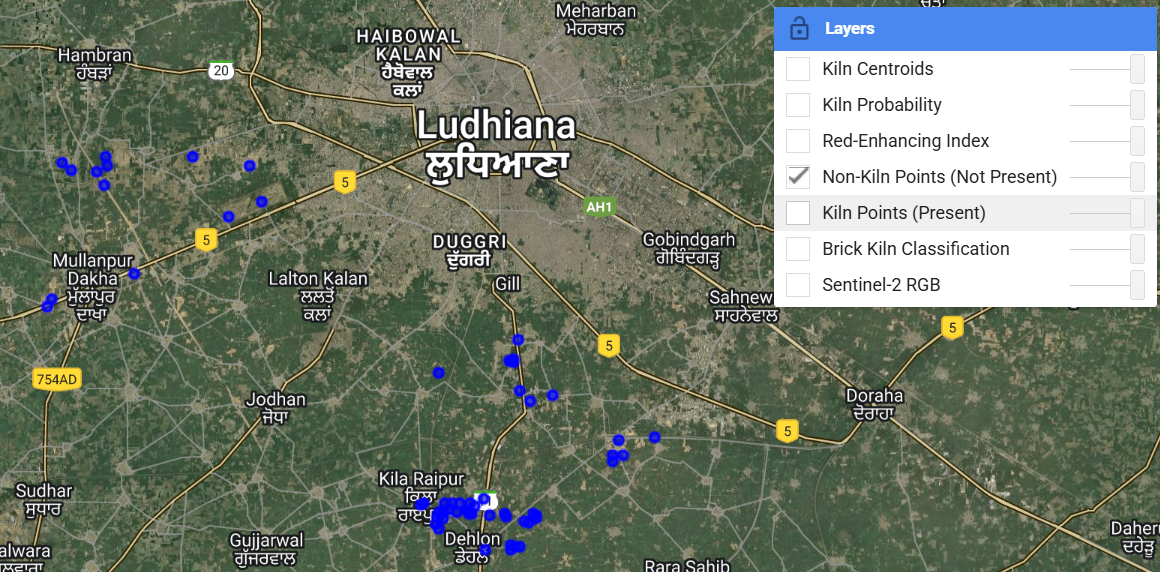 Meharban
ਮੇਹਰਬਾਨ
HAIBOWAL
KALAN
ਹੈਬੋਵਾਲ
ਕਲਾਂ
Hambran
ਹੰਬੜਾਂ
20
Ludhiana
ਲੁਧਿਆਣਾ
5
AH1
5
DUGGRI
ਦੁੱਗਰੀ
Gobindgarh
ਗੋਬਿੰਦਗੜ੍ਹ
Mullanpur
Dakha
ਮੁੱਲਾਂਪੁਰ
ਦਾਖਾ
Lalton Kalan
ਲਲਤੋਂ
ਕਲਾਂ
Gill
Sahnew
ਸਾਹਨੇਵਾਲ
5
5
754AD
Jodhan
ਜੋਧਾ
Doraha
ਦੋਰਾਹਾ
5
Kila Raipur
ਕਿਲਾ
ਰਾਏਪੁ
Sudhar
ਸੁਧਾਰ
Dehlon
ਡੇਹਲੋਂ
Gujjarwal
ਗੁੱਜਰਵਾਲ
alwara
ਲਵਾਰਾ
Rara Sahib
Daheru
ਦਹੇੜੂ
Layers
Kiln Centroids
Kiln Probability
Red-Enhancing Index
Non-Kiln Points (Not Present)
Kiln Points (Present)
Brick Kiln Classification
Sentinel-2 RGB